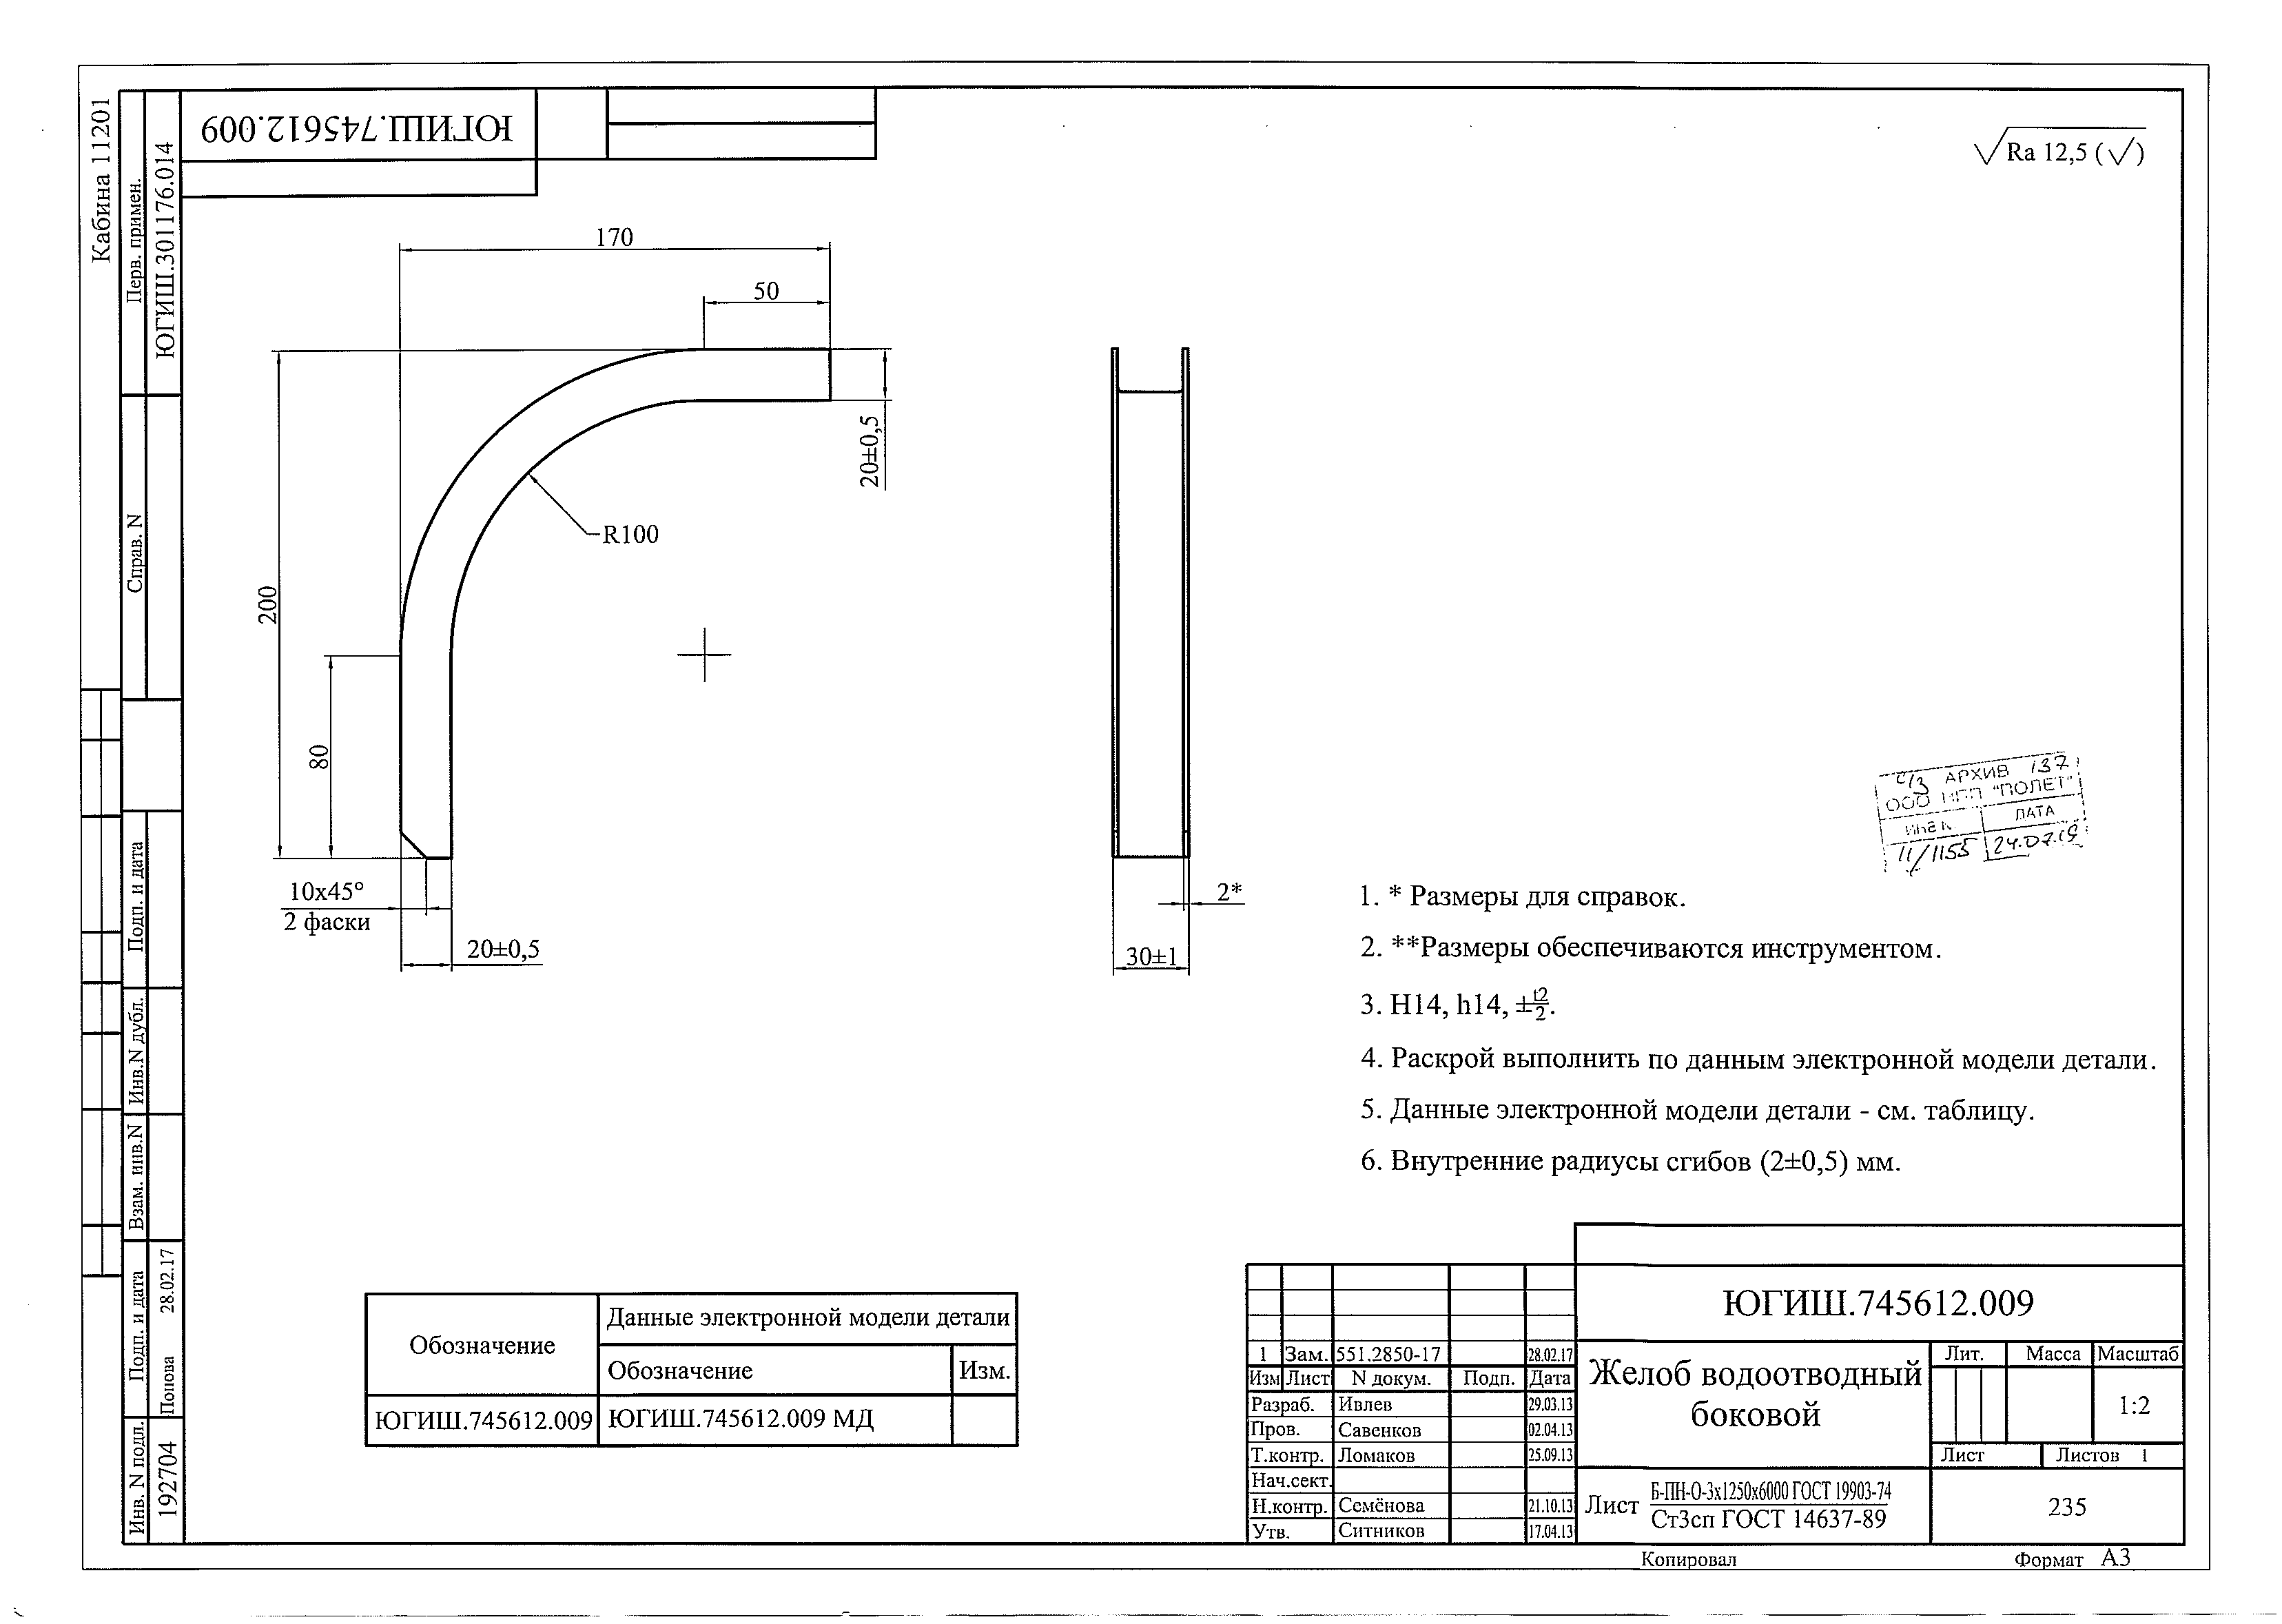 Кабина 11201
Перв. примен.
ЮГИШ.301176.014
Справ. N
Подп. и дата
Инв.N дубл.
Взам. инв.N
Подп. и дата
Попова 28.02.17
Инв. N подл.
192704
ЮГИШ.745612.009
Ra 12,5 (√)
170
50
20±0,5
R100
200
80
10x45°
2 фаски
20±0,5
2*
30±1
АРХИВ 137
ООО НПП "ПОЛЕТ"
ДАТА
11/1155 24.07.19
1. * Размеры для справок.
2. **Размеры обеспечиваются инструментом.
3. H14, h14, ±t2/2.
4. Раскрой выполнить по данным электронной модели детали.
5. Данные электронной модели детали - см. таблицу.
6. Внутренние радиусы сгибов (2±0,5) мм.
Обозначение
Данные электронной модели детали
Обозначение Изм.
ЮГИШ.745612.009 ЮГИШ.745612.009 МД
ЮГИШ.745612.009
1 Зам. 551.2850-17 28.02.17
Изм Лист N докум. Подп. Дата
Разраб. Ивлев 29.03.13
Пров. Савенков 02.04.13
Т.контр. Ломаков 25.09.13
Нач.сект.
Н.контр. Семёнова 21.10.13
Утв. Ситников 17.04.13
Желоб водоотводный
боковой
Лит. Масса Масштаб
1:2
Лист Листов 1
Лист Б-ПН-О-3x1250x6000 ГОСТ 19903-74
Ст3сп ГОСТ 14637-89
235
Копировал Формат А3